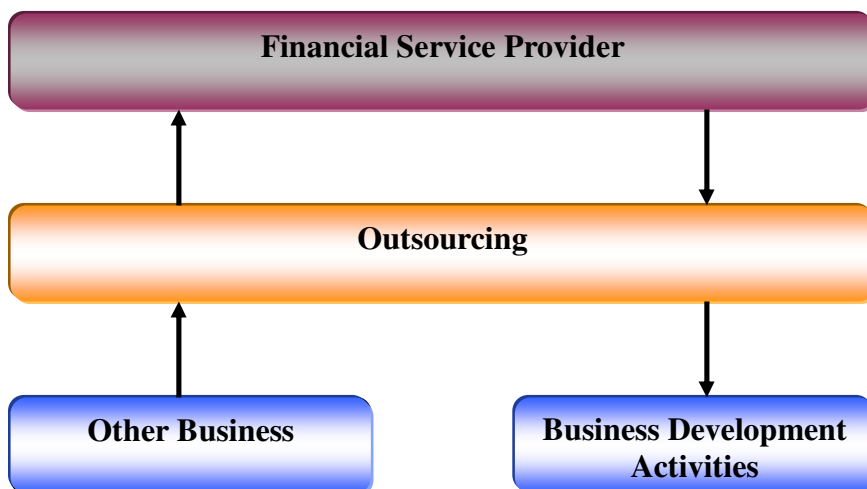 Financial Service Provider
Outsourcing
Other Business
Business Development
Activities